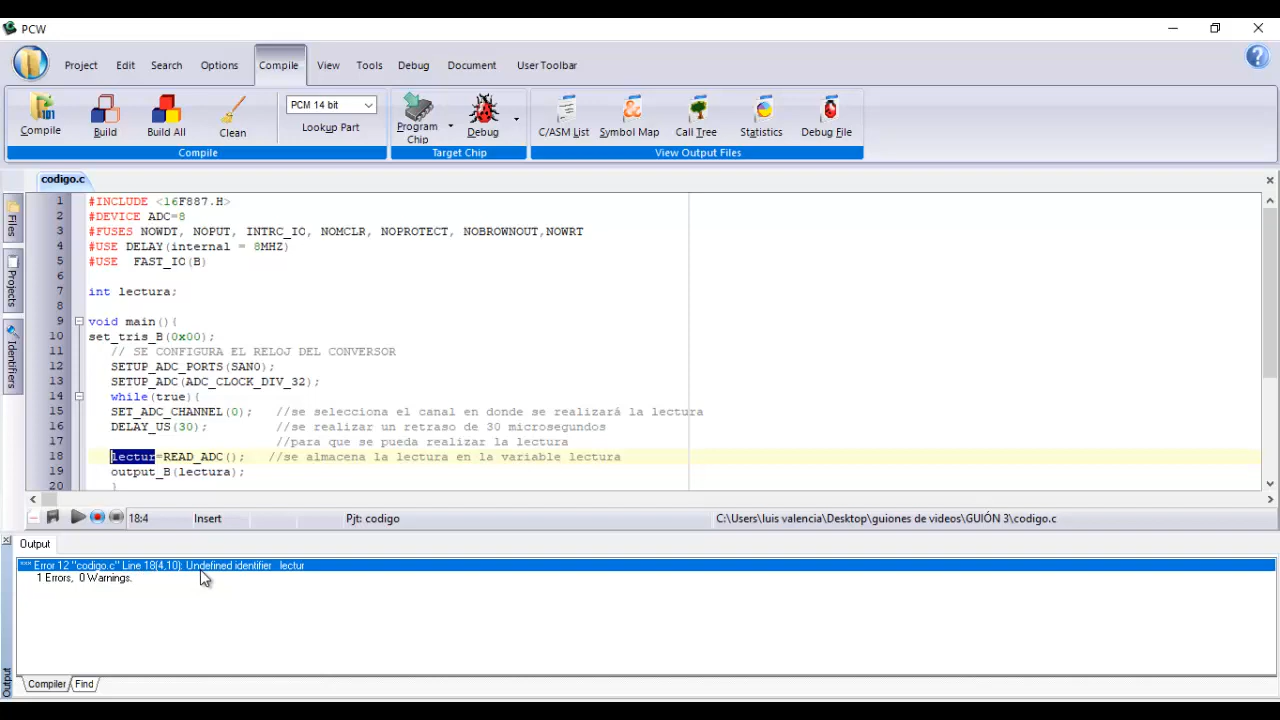 PCW
Project Edit Search Options Compile View Tools Debug Document User Toolbar
Compile Build Build All Clean
PCM 14 bit
Lookup Part
Program Chip Debug
C/ASM List Symbol Map Call Tree Statistics Debug File
Compile Target Chip View Output Files
codigo.c
Files
Projects
Identifiers
1 #INCLUDE <16F887.H>
2 #DEVICE ADC=8
3 #FUSES NOWDT, NOPUT, INTRC_IO, NOMCLR, NOPROTECT, NOBROWNOUT,NOWRT
4 #USE DELAY(internal = 8MHZ)
5 #USE FAST_IO(B)
6
7 int lectura;
8
9 void main(){
10 set_tris_B(0x00);
11 // SE CONFIGURA EL RELOJ DEL CONVERSOR
12 SETUP_ADC_PORTS(SAN0);
13 SETUP_ADC(ADC_CLOCK_DIV_32);
14 while(true){
15 SET_ADC_CHANNEL(0); //se selecciona el canal en donde se realizará la lectura
16 DELAY_US(30); //se realizar un retraso de 30 microsegundos
17 //para que se pueda realizar la lectura
18 lectur=READ_ADC(); //se almacena la lectura en la variable lectura
19 output_B(lectura);
20 }
18:4 Insert Pjt: codigo C:\Users\luis valencia\Desktop\guiones de videos\GUIÓN 3\codigo.c
Output
*** Error 12 "codigo.c" Line 18(4,10): Undefined identifier lectur
1 Errors, 0 Warnings.
Output
Compiler Find